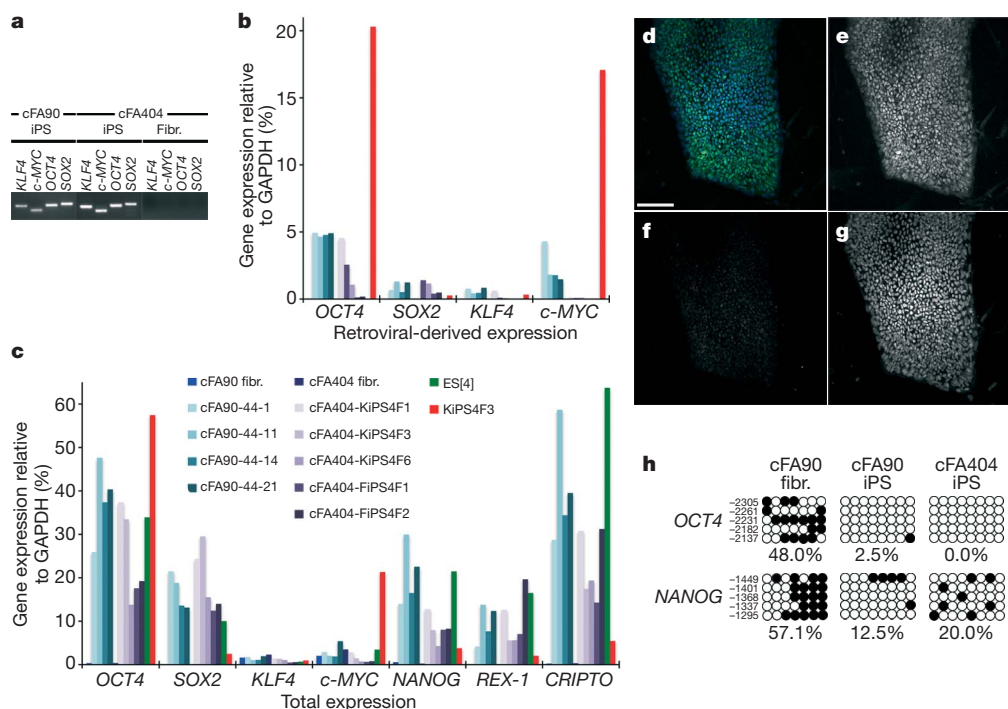 a
cFA90
cFA404
iPS
iPS
Fibr.
KLF4
c-MYC
OCT4
SOX2
KLF4
c-MYC
OCT4
SOX2
KLF4
c-MYC
OCT4
SOX2
b
Gene expression relative
to GAPDH (%)
20
15
10
5
0
OCT4 SOX2 KLF4 c-MYC
Retroviral-derived expression
c
Gene expression relative
to GAPDH (%)
60
50
40
30
20
10
0
cFA90 fibr.
cFA90-44-1
cFA90-44-11
cFA90-44-14
cFA90-44-21
cFA404 fibr.
cFA404-KiPS4F1
cFA404-KiPS4F3
cFA404-KiPS4F6
cFA404-FiPS4F1
cFA404-FiPS4F2
ES[4]
KiPS4F3
OCT4 SOX2 KLF4 c-MYC NANOG REX-1 CRIPTO
Total expression
d
e
f
g
h
cFA90 cFA90 cFA404
fibr. iPS iPS
OCT4
−2305
−2261
−2231
−2182
−2137
48.0% 2.5% 0.0%
NANOG
−1449
−1401
−1368
−1337
−1295
57.1% 12.5% 20.0%